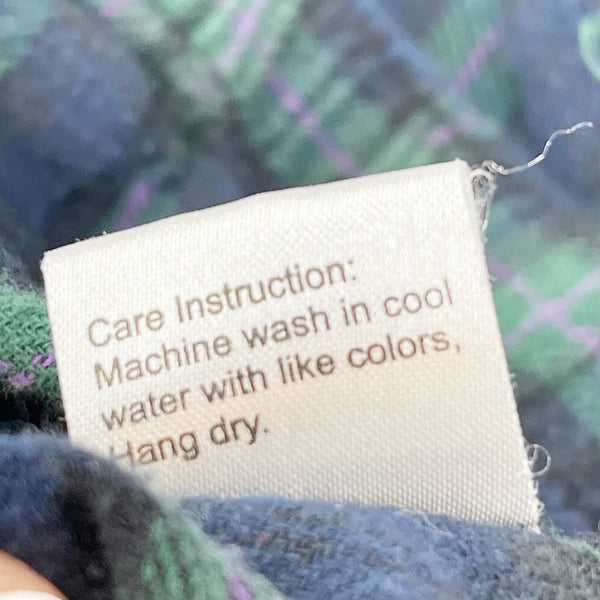 Care Instruction:
Machine wash in cool
water with like colors,
Hang dry.